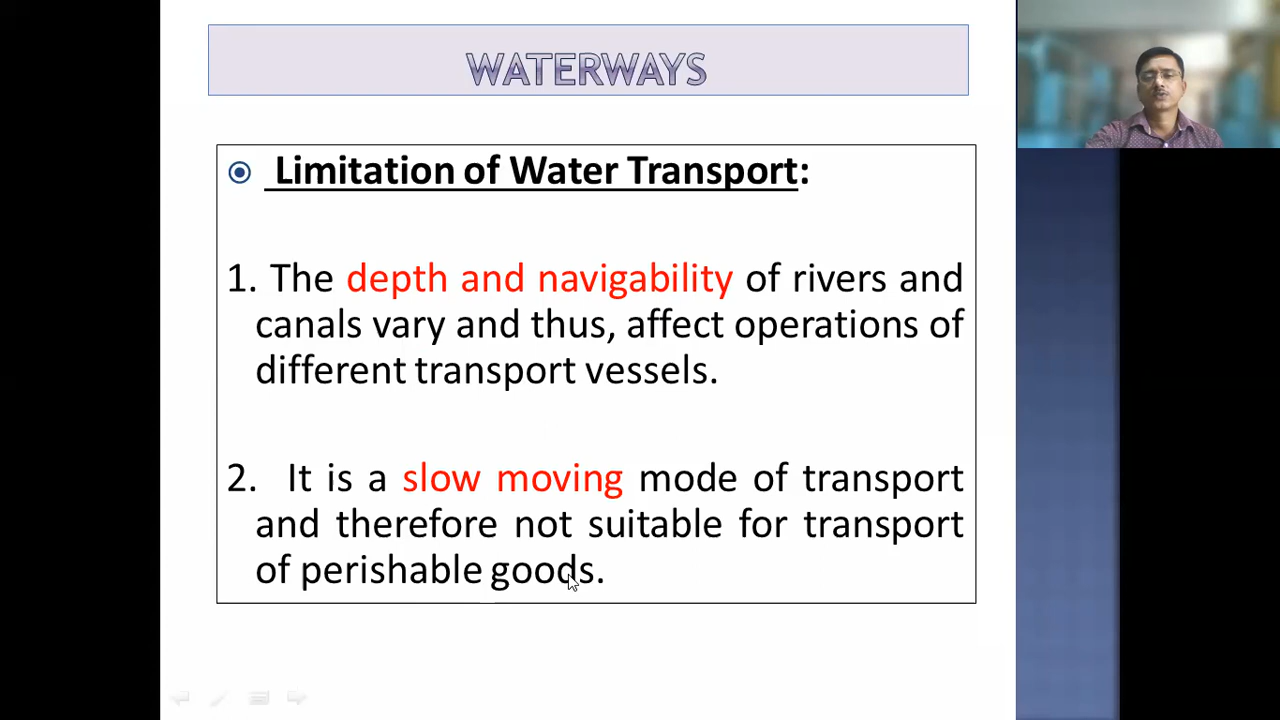 WATERWAYS
Limitation of Water Transport:
1. The depth and navigability of rivers and
canals vary and thus, affect operations of
different transport vessels.
2. It is a slow moving mode of transport
and therefore not suitable for transport
of perishable goods.